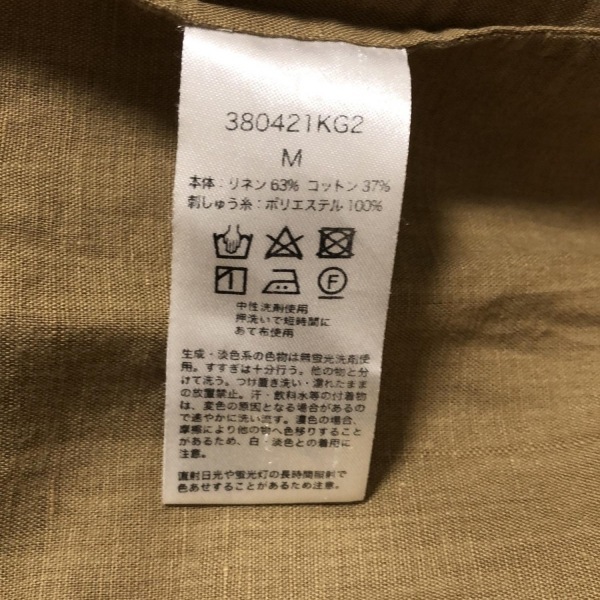 380421KG2
M
本体：リネン63% コットン37%
刺しゅう糸：ポリエステル100%
F
中性洗剤使用
押洗いで短時間に
あて布使用
生成・淡色系の色物は無蛍光洗剤使
用。すすぎは十分行う。他の物と分
けて洗う。つけ置き洗い・濡れたまま
の放置禁止。汗・飲料水等の付着物
は、変色の原因となる場合があるの
で速やかに洗い流す。濃色の場合、
摩擦により他の物へ色移りすること
があるため、白・淡色との着用に
注意。
直射日光や蛍光灯の長時間照射で
色あせすることがあるため注意。